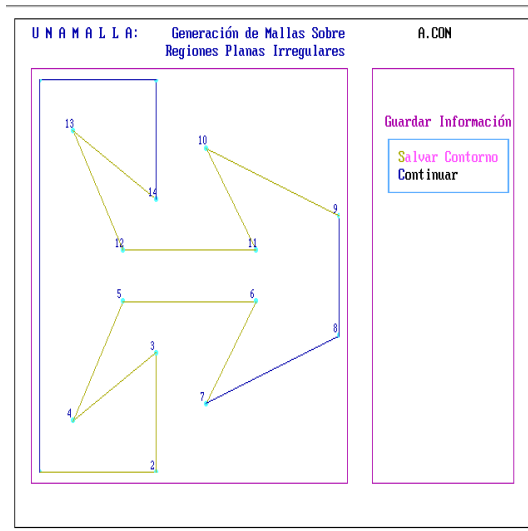 U N A M A L L A: Generación de Mallas Sobre A.CON
Regiones Planas Irregulares
13
10
Guardar Información
Salvar Contorno
Continuar
14
9
12
11
5
6
8
3
7
4
2